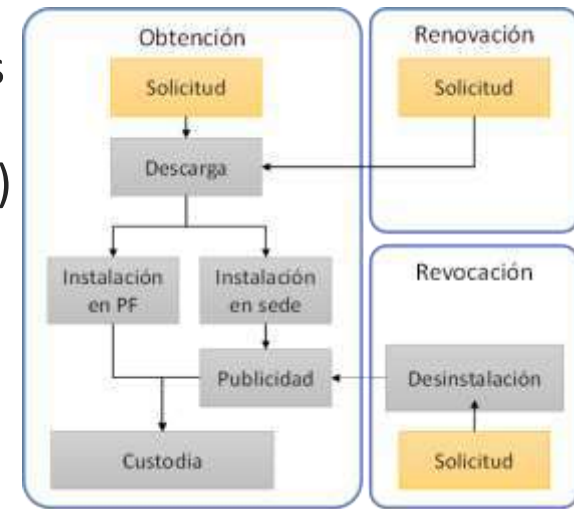 s
)
Obtención
Solicitud
Descarga
Instalación
en PF
Instalación
en sede
Publicidad
Custodia
Renovación
Solicitud
Revocación
Desinstalación
Solicitud